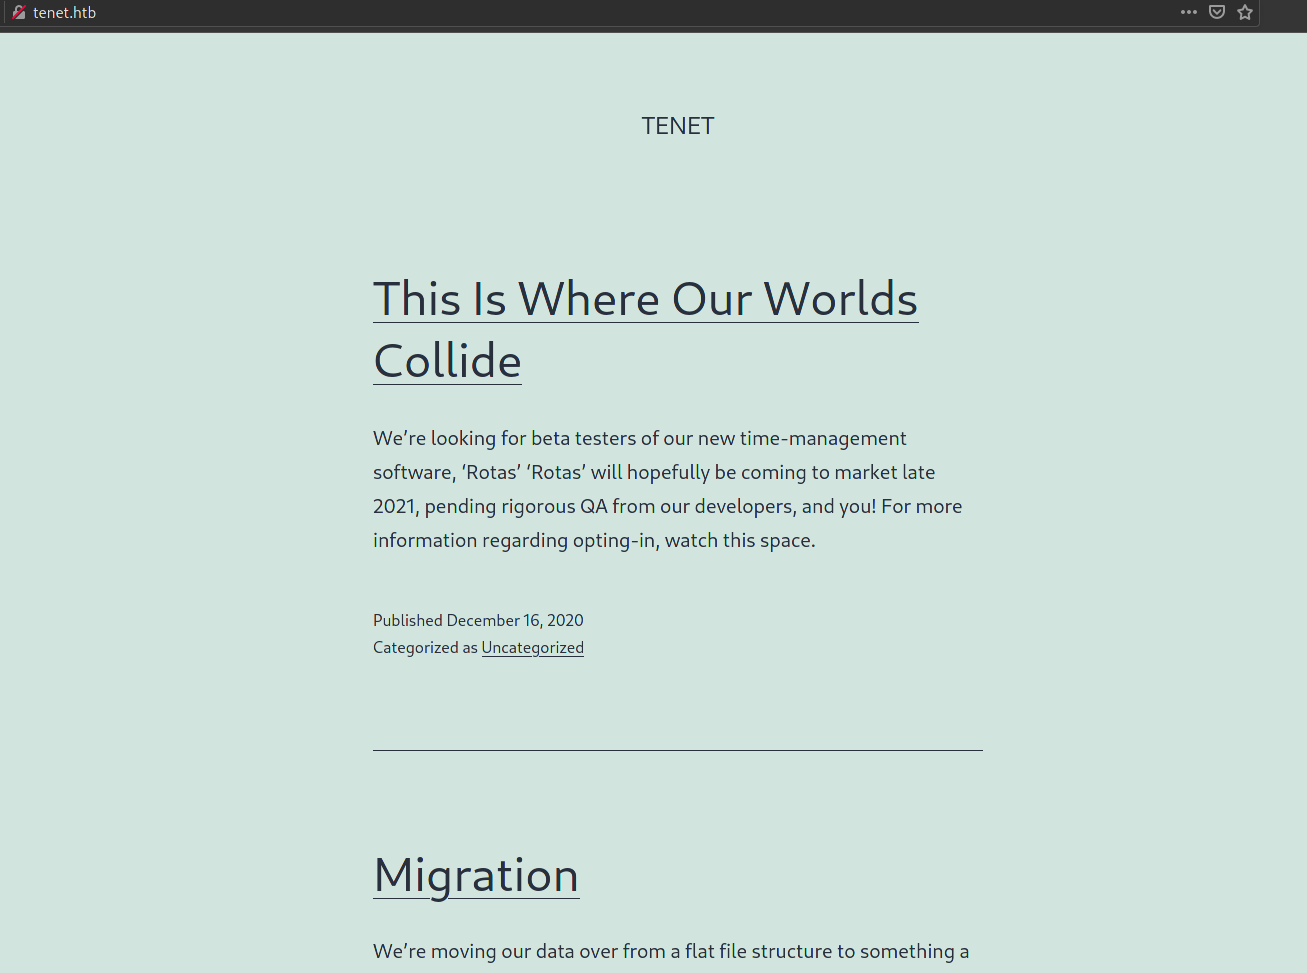 tenet.htb
TENET
This Is Where Our Worlds
Collide
We’re looking for beta testers of our new time-management
software, ‘Rotas’ ‘Rotas’ will hopefully be coming to market late
2021, pending rigorous QA from our developers, and you! For more
information regarding opting-in, watch this space.
Published December 16, 2020
Categorized as Uncategorized
Migration
We’re moving our data over from a flat file structure to something a